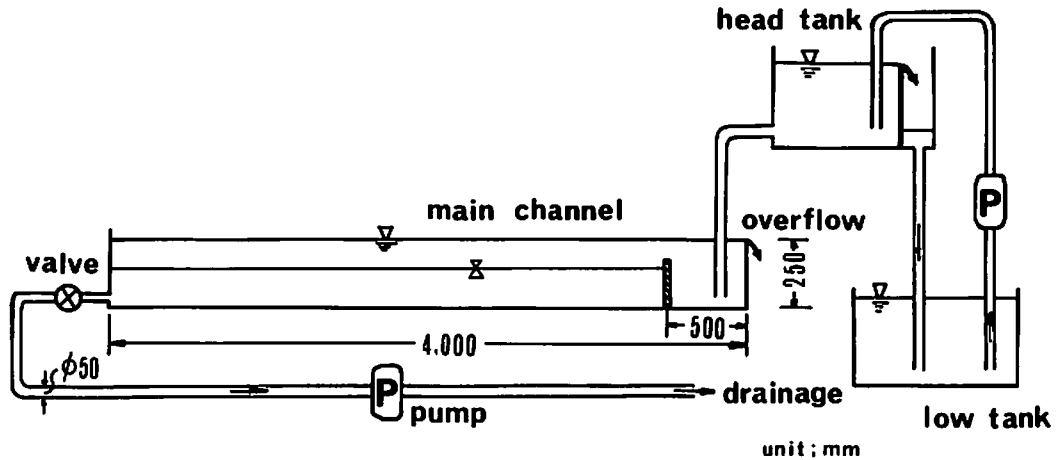 head tank
P
main channel
overflow
valve
250
500
4.000
ϕ50
P
pump
drainage
low tank
unit ; mm